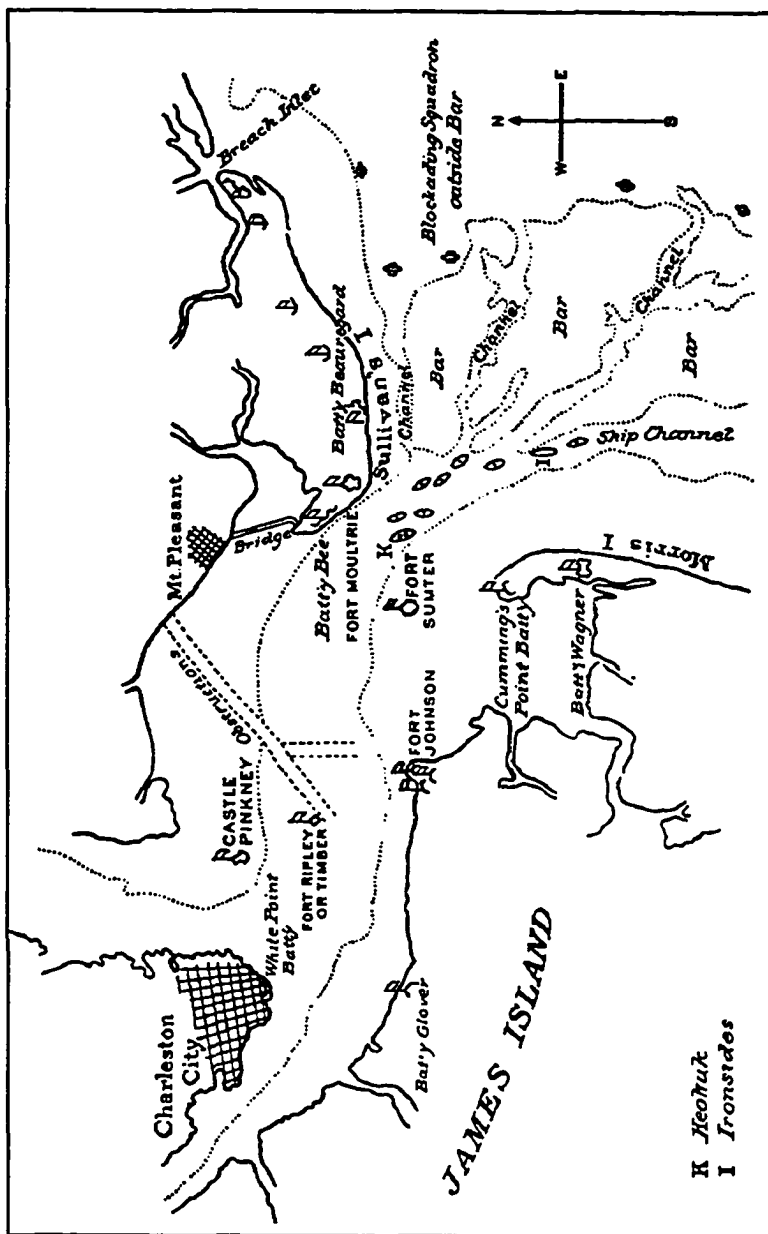 Breach Inlet
Blockading Squadron
outside Bar
N
W
E
S
Mt. Pleasant
Bridge
Batty Beauregard
Sullivan's I
Batty Bee
FORT MOULTRIE
Channel
Bar
Channel
Bar
Channel
Bar
Ship Channel
K
I
FORT
SUMTER
Obstructions
CASTLE
PINKNEY
FORT RIPLEY
OR TIMBER
White Point
Batty
Charleston
City
FORT
JOHNSON
Cumming's
Point Batty
Batty Wagner
Morris I
Batty Glover
JAMES ISLAND
K Keokuk
I Ironsides